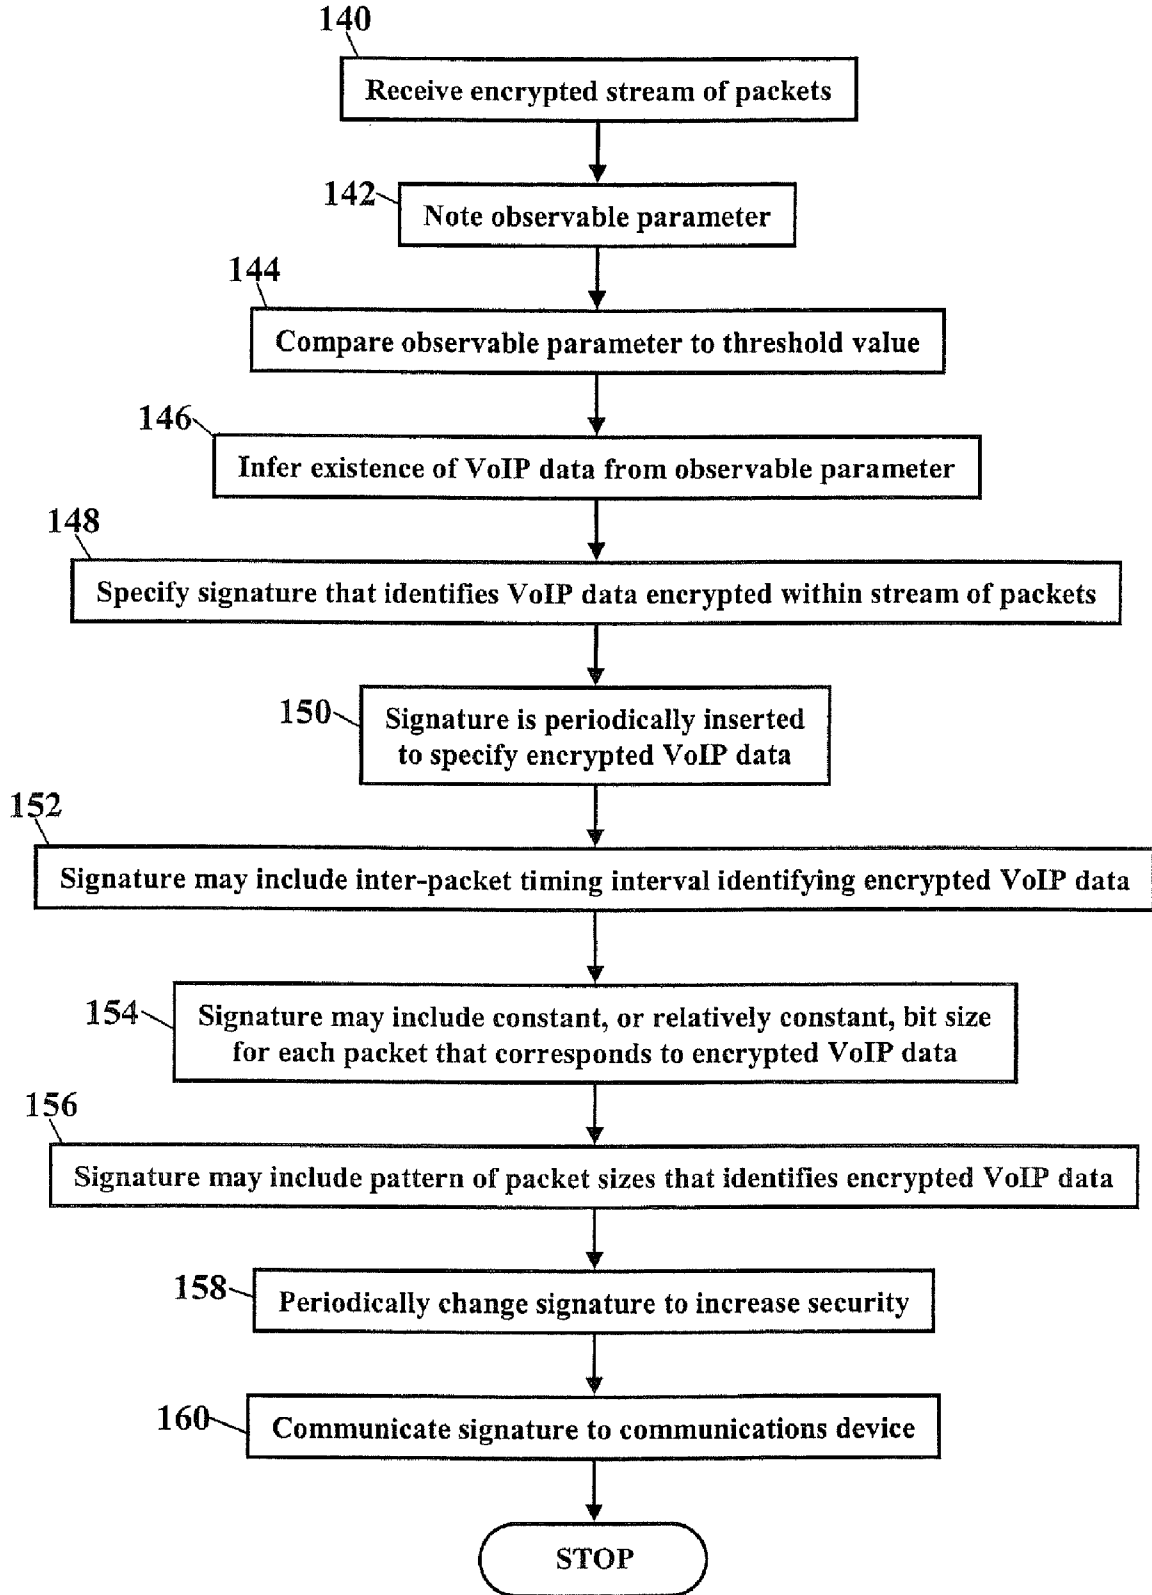 140
Receive encrypted stream of packets
142
Note observable parameter
144
Compare observable parameter to threshold value
146
Infer existence of VoIP data from observable parameter
148
Specify signature that identifies VoIP data encrypted within stream of packets
150
Signature is periodically inserted
to specify encrypted VoIP data
152
Signature may include inter-packet timing interval identifying encrypted VoIP data
154
Signature may include constant, or relatively constant, bit size
for each packet that corresponds to encrypted VoIP data
156
Signature may include pattern of packet sizes that identifies encrypted VoIP data
158
Periodically change signature to increase security
160
Communicate signature to communications device
STOP